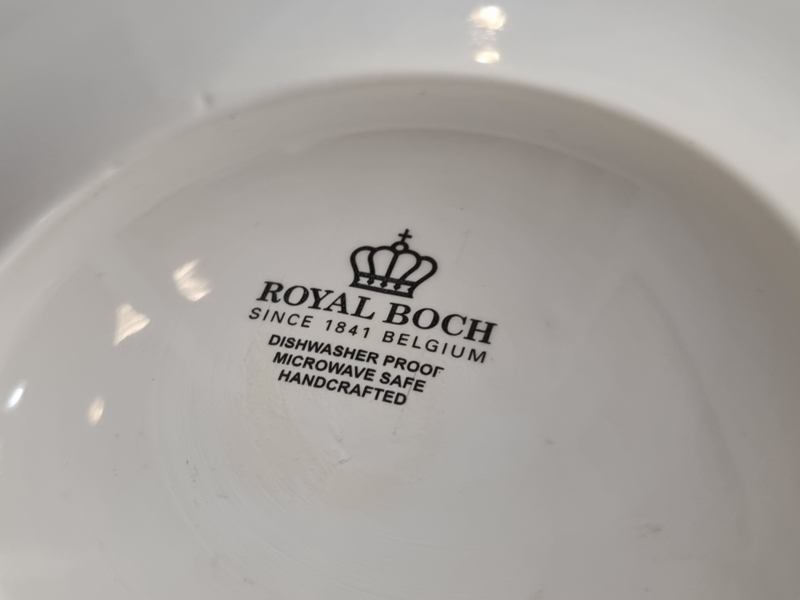 ROYAL BOCH
SINCE 1841 BELGIUM
DISHWASHER PROOF
MICROWAVE SAFE
HANDCRAFTED